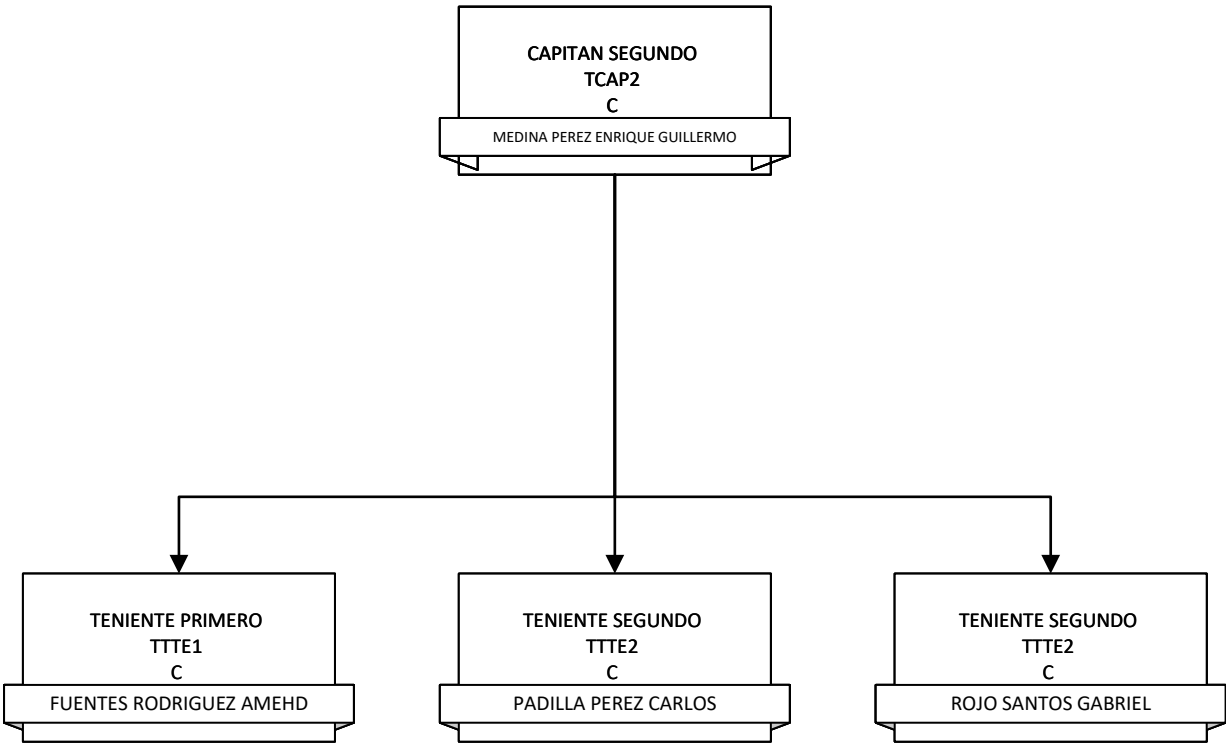 CAPITAN SEGUNDO
TCAP2
C
MEDINA PEREZ ENRIQUE GUILLERMO
TENIENTE PRIMERO
TTTE1
C
FUENTES RODRIGUEZ AMEHD
TENIENTE SEGUNDO
TTTE2
C
PADILLA PEREZ CARLOS
TENIENTE SEGUNDO
TTTE2
C
ROJO SANTOS GABRIEL